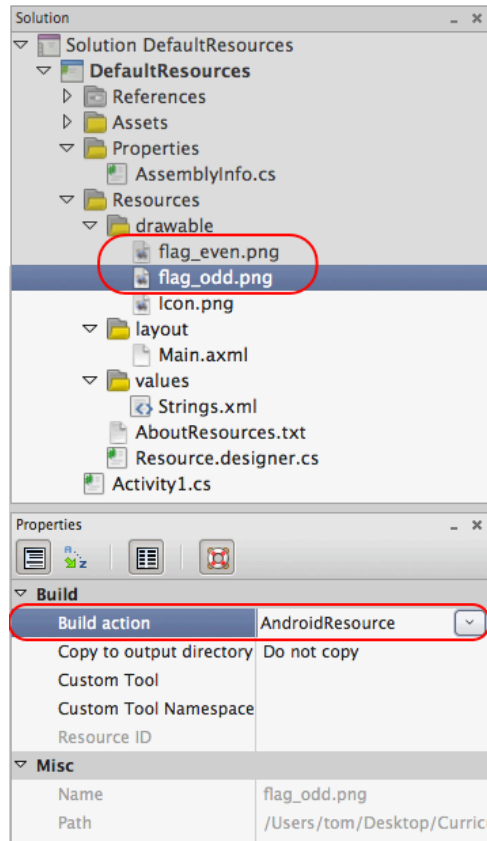 Solution
Solution DefaultResources
DefaultResources
References
Assets
Properties
AssemblyInfo.cs
Resources
drawable
flag_even.png
flag_odd.png
Icon.png
layout
Main.axml
values
Strings.xml
AboutResources.txt
Resource.designer.cs
Activity1.cs
Properties
Build
Build action AndroidResource
Copy to output directory Do not copy
Custom Tool
Custom Tool Namespace
Resource ID
Misc
Name flag_odd.png
Path /Users/tom/Desktop/Curric